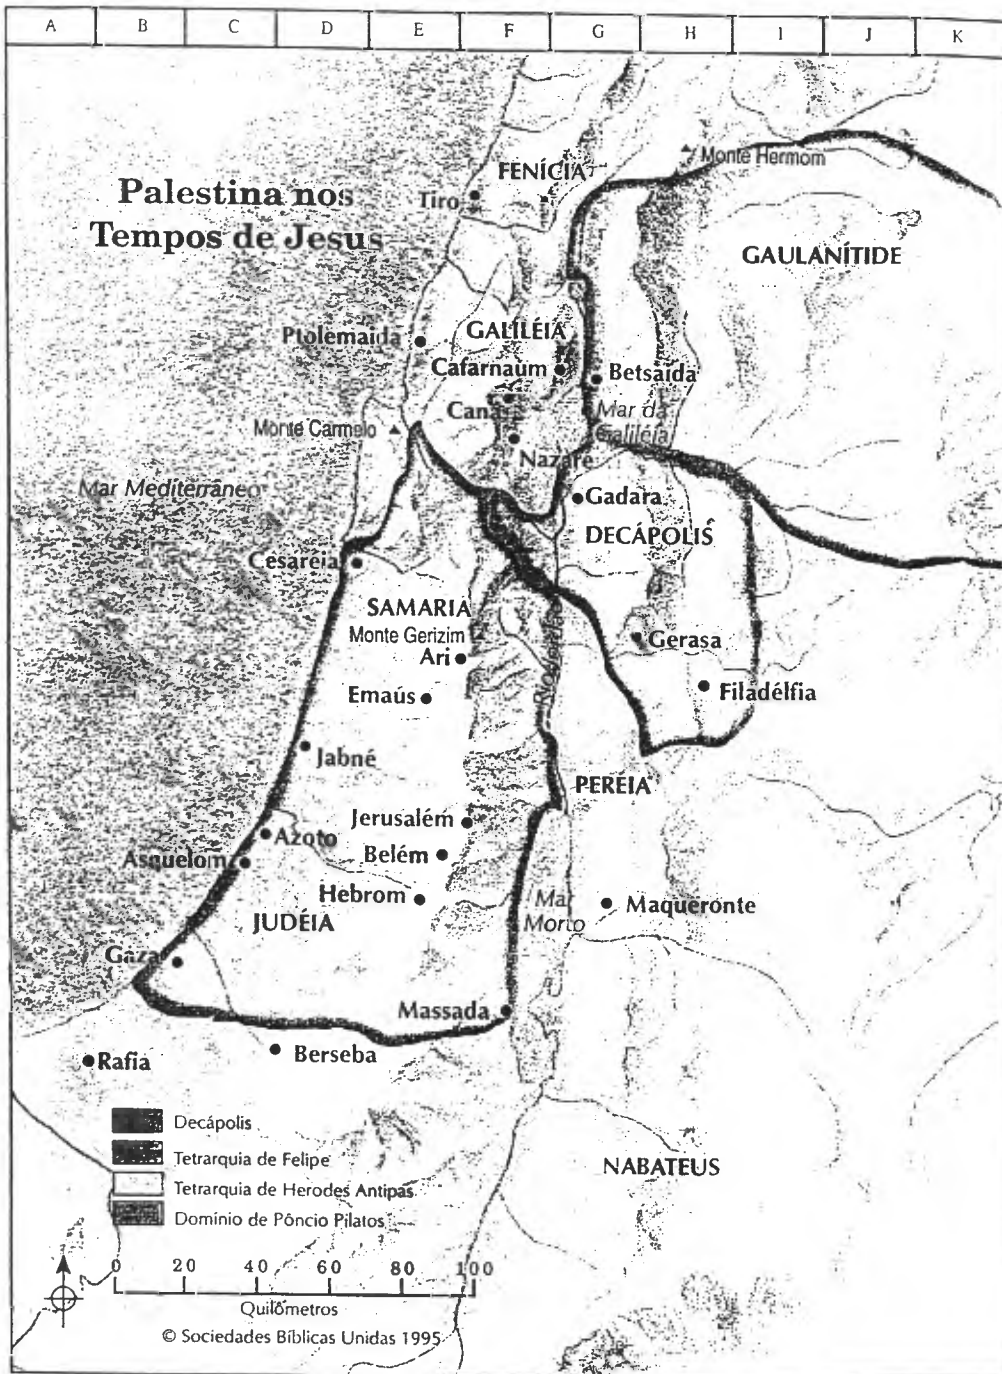 A B C D E F G H I J K
Palestina nos
Tempos de Jesus
FENÍCIA
Monte Hermom
Tiro
GAULANÍTIDE
Ptolemaida
GALILÉIA
Cafarnaum
Betsaida
Caná
Mar da
Galiléia
Monte Carmelo
Nazaré
Mar Mediterrâneo
Gadara
DECÁPOLIS
Cesaréia
SAMARIA
Monte Gerizim
Ari
Gerasa
Emaús
Filadélfia
Jabné
PERÉIA
Jerusalém
Azoto
Asquelom
Belém
Hebrom
Mar
Morto
Maqueronte
JUDÉIA
Gaza
Massada
Berseba
Rafia
Decápolis
Tetrarquia de Felipe
Tetrarquia de Herodes Antipas
Domínio de Pôncio Pilatos
NABATEUS
0 20 40 60 80 100
Quilômetros
© Sociedades Bíblicas Unidas 1995